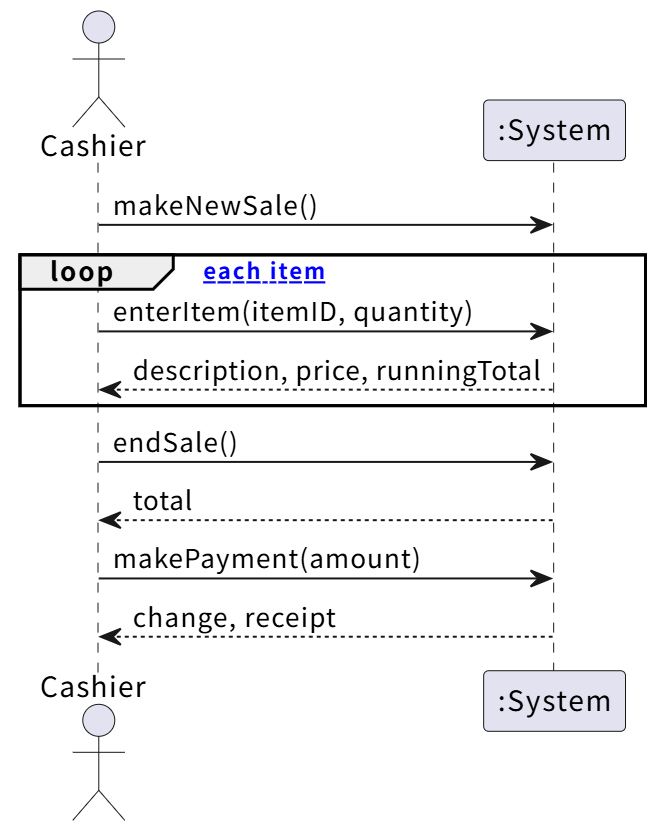 Cashier
:System
makeNewSale()
loop each item
enterItem(itemID, quantity)
description, price, runningTotal
endSale()
total
makePayment(amount)
change, receipt
Cashier
:System